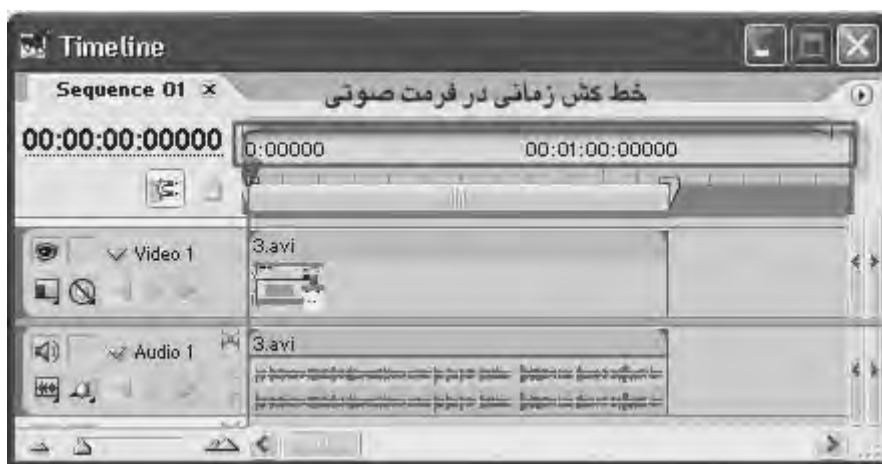 Timeline
Sequence 01 ×
خط کش زمانی در فرمت صوتی
00:00:00:00000
0:00000 00:01:00:00000
Video 1
3.avi
Audio 1
3.avi